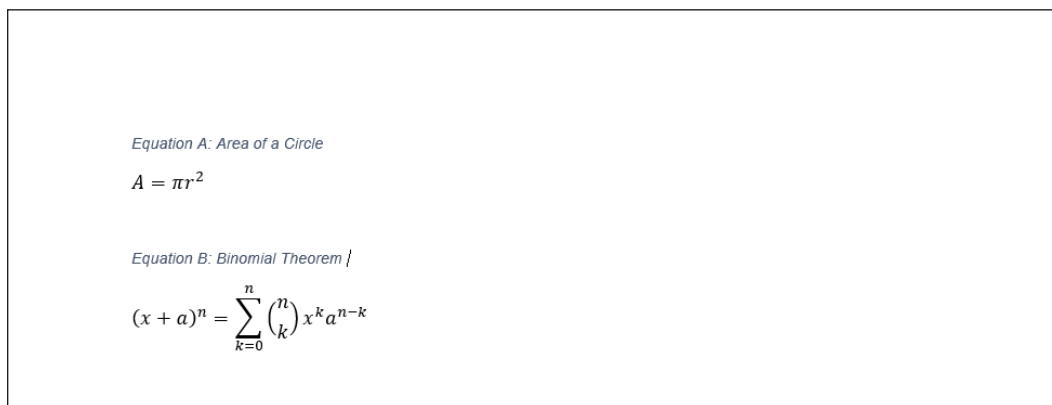 Equation A: Area of a Circle
A = πr²
Equation B: Binomial Theorem
(x + a)ⁿ = ∑ₖ₌₀ⁿ (n k) xᵏaⁿ⁻ᵏ